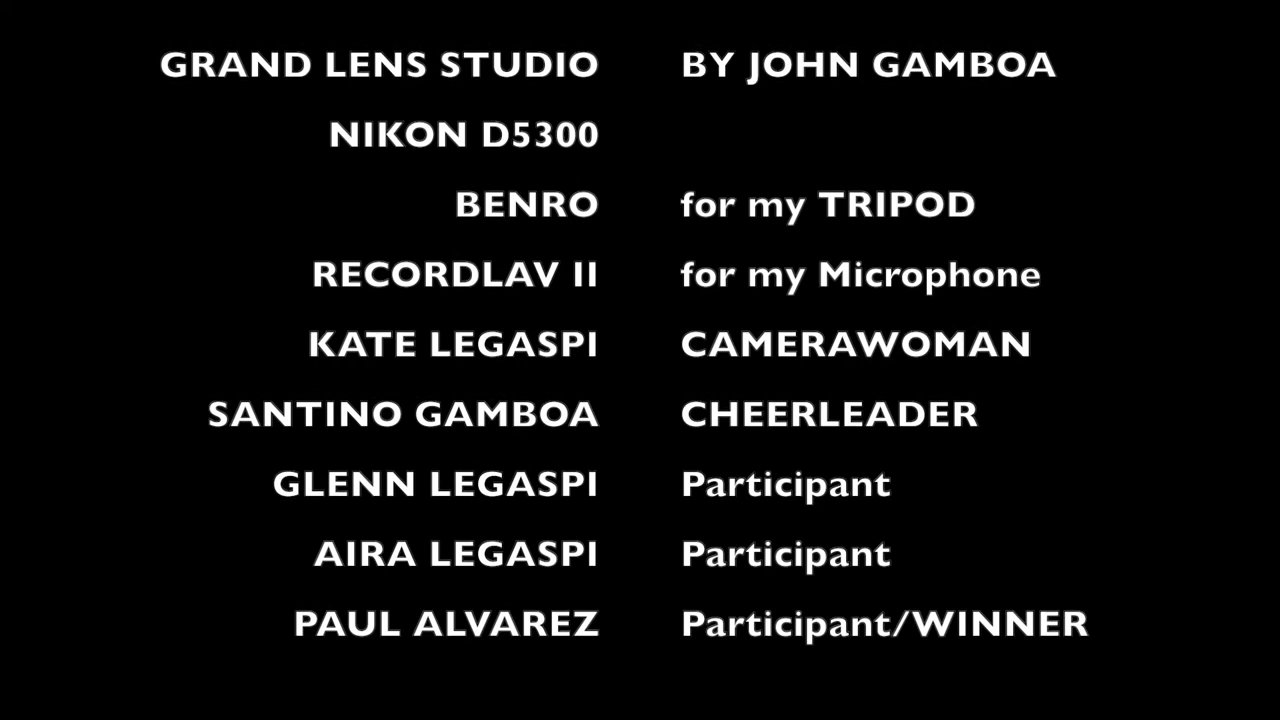 GRAND LENS STUDIO BY JOHN GAMBOA
NIKON D5300
BENRO for my TRIPOD
RECORDLAV II for my Microphone
KATE LEGASPI CAMERAWOMAN
SANTINO GAMBOA CHEERLEADER
GLENN LEGASPI Participant
AIRA LEGASPI Participant
PAUL ALVAREZ Participant/WINNER